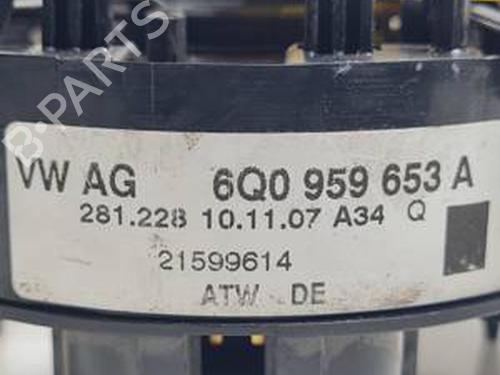 B-PARTS
VW AG 6Q0 959 653 A
281.228 10.11.07 A34 Q
21599614
ATW DE